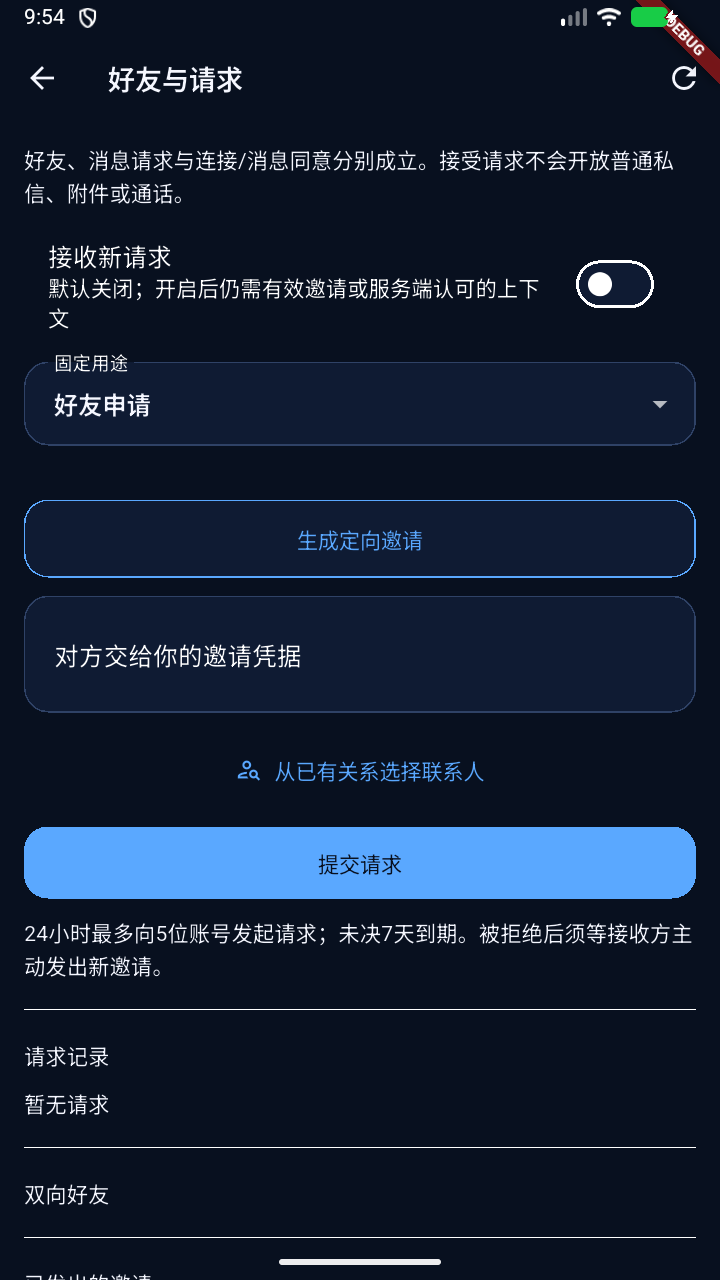 9:54
DEBUG
好友与请求
好友、消息请求与连接/消息同意分别成立。接受请求不会开放普通私
信、附件或通话。
接收新请求
默认关闭；开启后仍需有效邀请或服务端认可的上下
文
固定用途
好友申请
生成定向邀请
对方交给你的邀请凭据
从已有关系选择联系人
提交请求
24小时最多向5位账号发起请求；未决7天到期。被拒绝后须等接收方主
动发出新邀请。
请求记录
暂无请求
双向好友
已发出的邀请